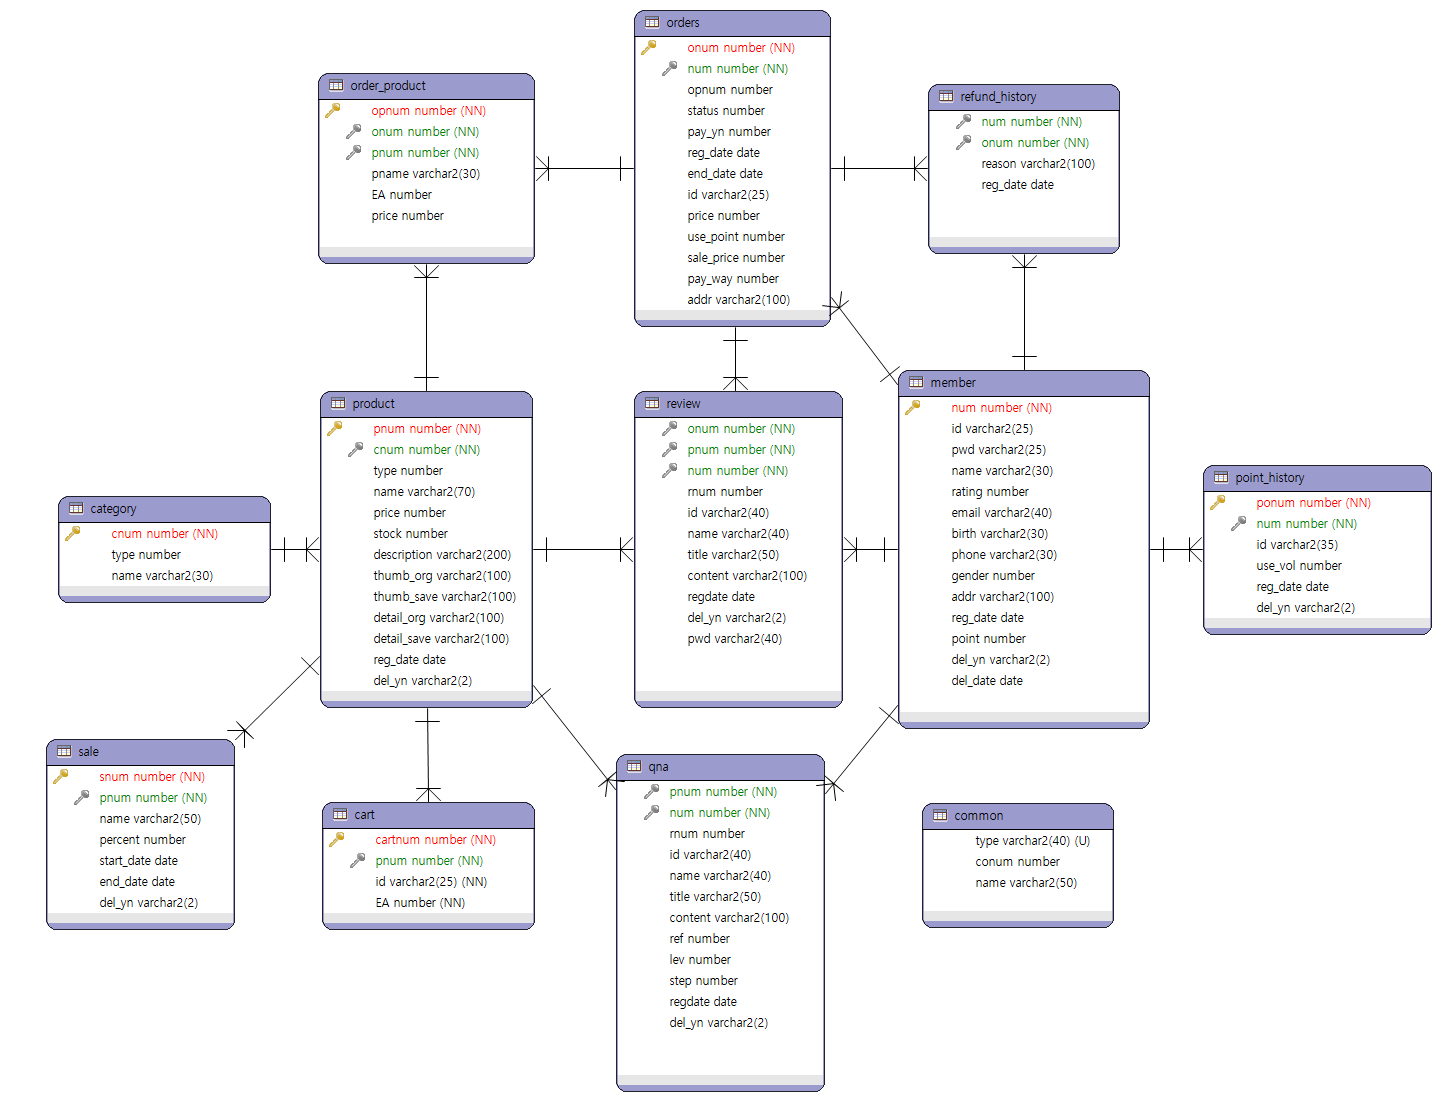 orders
onum number (NN)
num number (NN)
opnum number
status number
pay_yn number
reg_date date
end_date date
id varchar2(25)
price number
use_point number
sale_price number
pay_way number
addr varchar2(100)
order_product
opnum number (NN)
onum number (NN)
pnum number (NN)
pname varchar2(30)
EA number
price number
refund_history
num number (NN)
onum number (NN)
reason varchar2(100)
reg_date date
product
pnum number (NN)
cnum number (NN)
type number
name varchar2(70)
price number
stock number
description varchar2(200)
thumb_org varchar2(100)
thumb_save varchar2(100)
detail_org varchar2(100)
detail_save varchar2(100)
reg_date date
del_yn varchar2(2)
review
onum number (NN)
pnum number (NN)
num number (NN)
rnum number
id varchar2(40)
name varchar2(40)
title varchar2(50)
content varchar2(100)
regdate date
del_yn varchar2(2)
pwd varchar2(40)
member
num number (NN)
id varchar2(25)
pwd varchar2(25)
name varchar2(30)
rating number
email varchar2(40)
birth varchar2(30)
phone varchar2(30)
gender number
addr varchar2(100)
reg_date date
point number
del_yn varchar2(2)
del_date date
point_history
ponum number (NN)
num number (NN)
id varchar2(35)
use_vol number
reg_date date
del_yn varchar2(2)
category
cnum number (NN)
type number
name varchar2(30)
sale
snum number (NN)
pnum number (NN)
name varchar2(50)
percent number
start_date date
end_date date
del_yn varchar2(2)
cart
cartnum number (NN)
pnum number (NN)
id varchar2(25) (NN)
EA number (NN)
qna
pnum number (NN)
num number (NN)
rnum number
id varchar2(40)
name varchar2(40)
title varchar2(50)
content varchar2(100)
ref number
lev number
step number
regdate date
del_yn varchar2(2)
common
type varchar2(40) (U)
conum number
name varchar2(50)